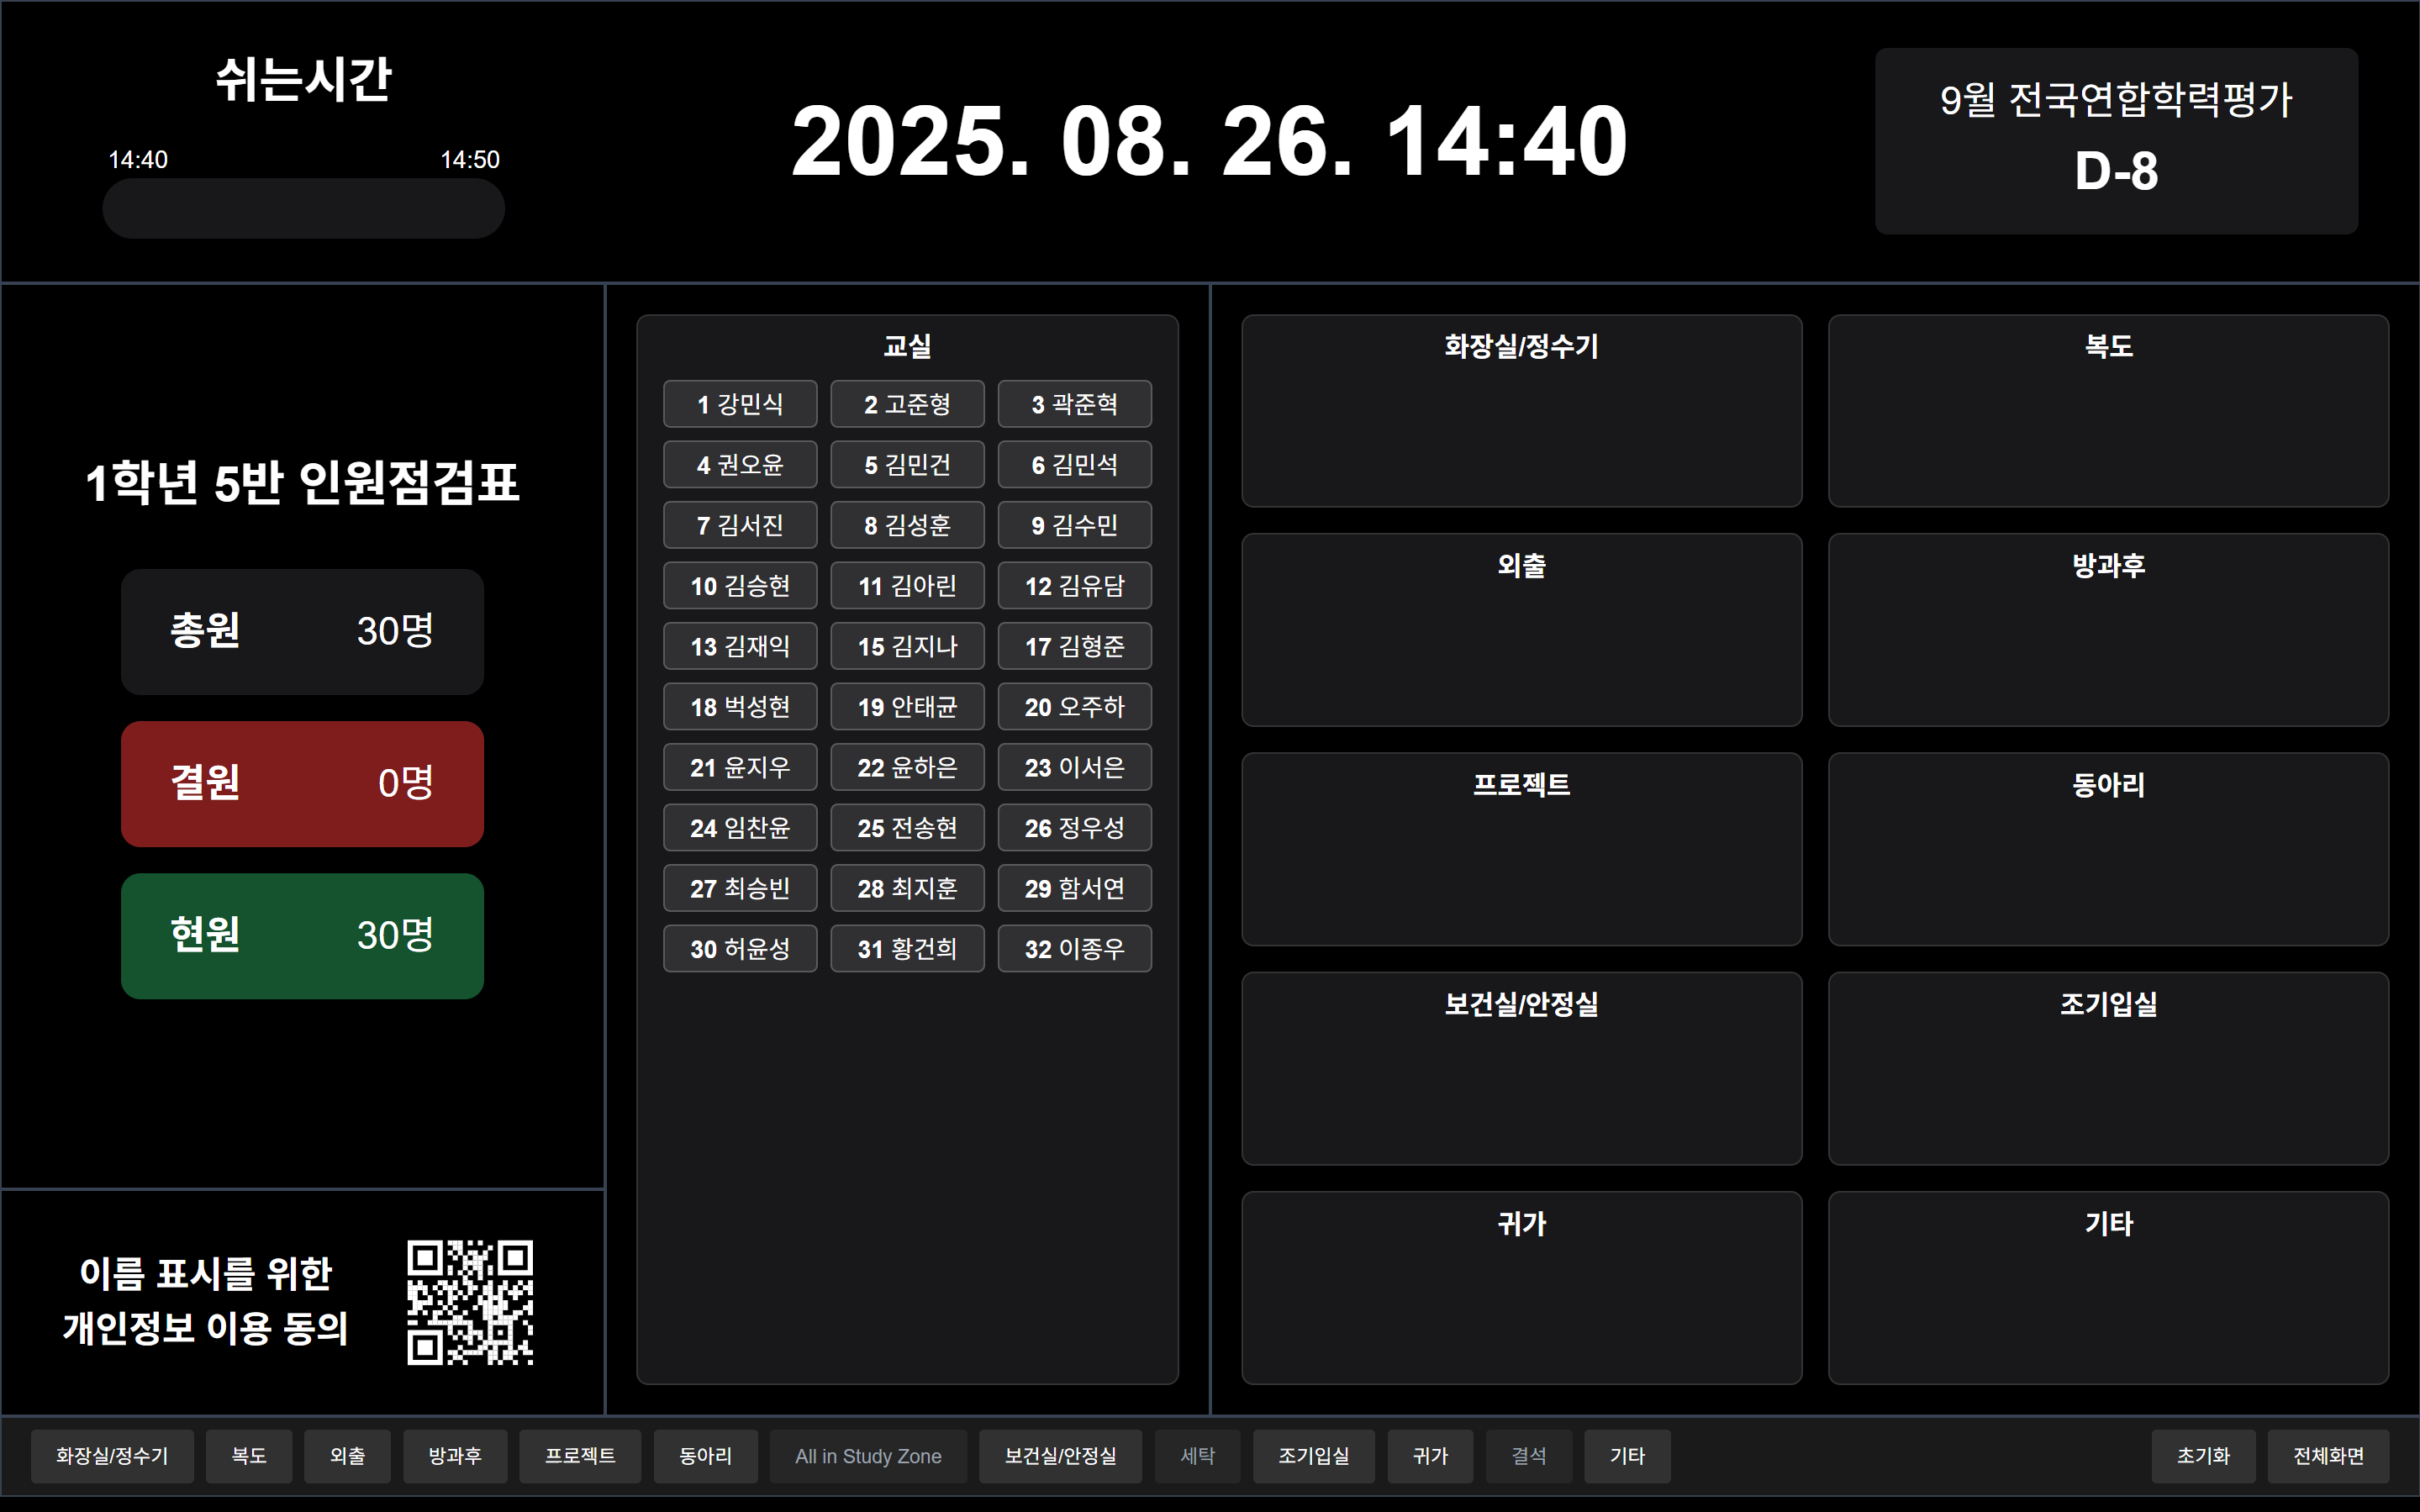 쉬는시간
14:40 14:50
2025. 08. 26. 14:40
9월 전국연합학력평가
D-8
1학년 5반 인원점검표
총원 30명
결원 0명
현원 30명
이름 표시를 위한
개인정보 이용 동의
교실
1 강민식 2 고준형 3 곽준혁
4 권오윤 5 김민건 6 김민석
7 김서진 8 김성훈 9 김수민
10 김승현 11 김아린 12 김유담
13 김재익 15 김지나 17 김형준
18 벅성현 19 안태균 20 오주하
21 윤지우 22 윤하은 23 이서은
24 임찬윤 25 전송현 26 정우성
27 최승빈 28 최지훈 29 함서연
30 허윤성 31 황건희 32 이종우
화장실/정수기 복도
외출 방과후
프로젝트 동아리
보건실/안정실 조기입실
귀가 기타
화장실/정수기 복도 외출 방과후 프로젝트 동아리 All in Study Zone 보건실/안정실 세탁 조기입실 귀가 결석 기타 초기화 전체화면